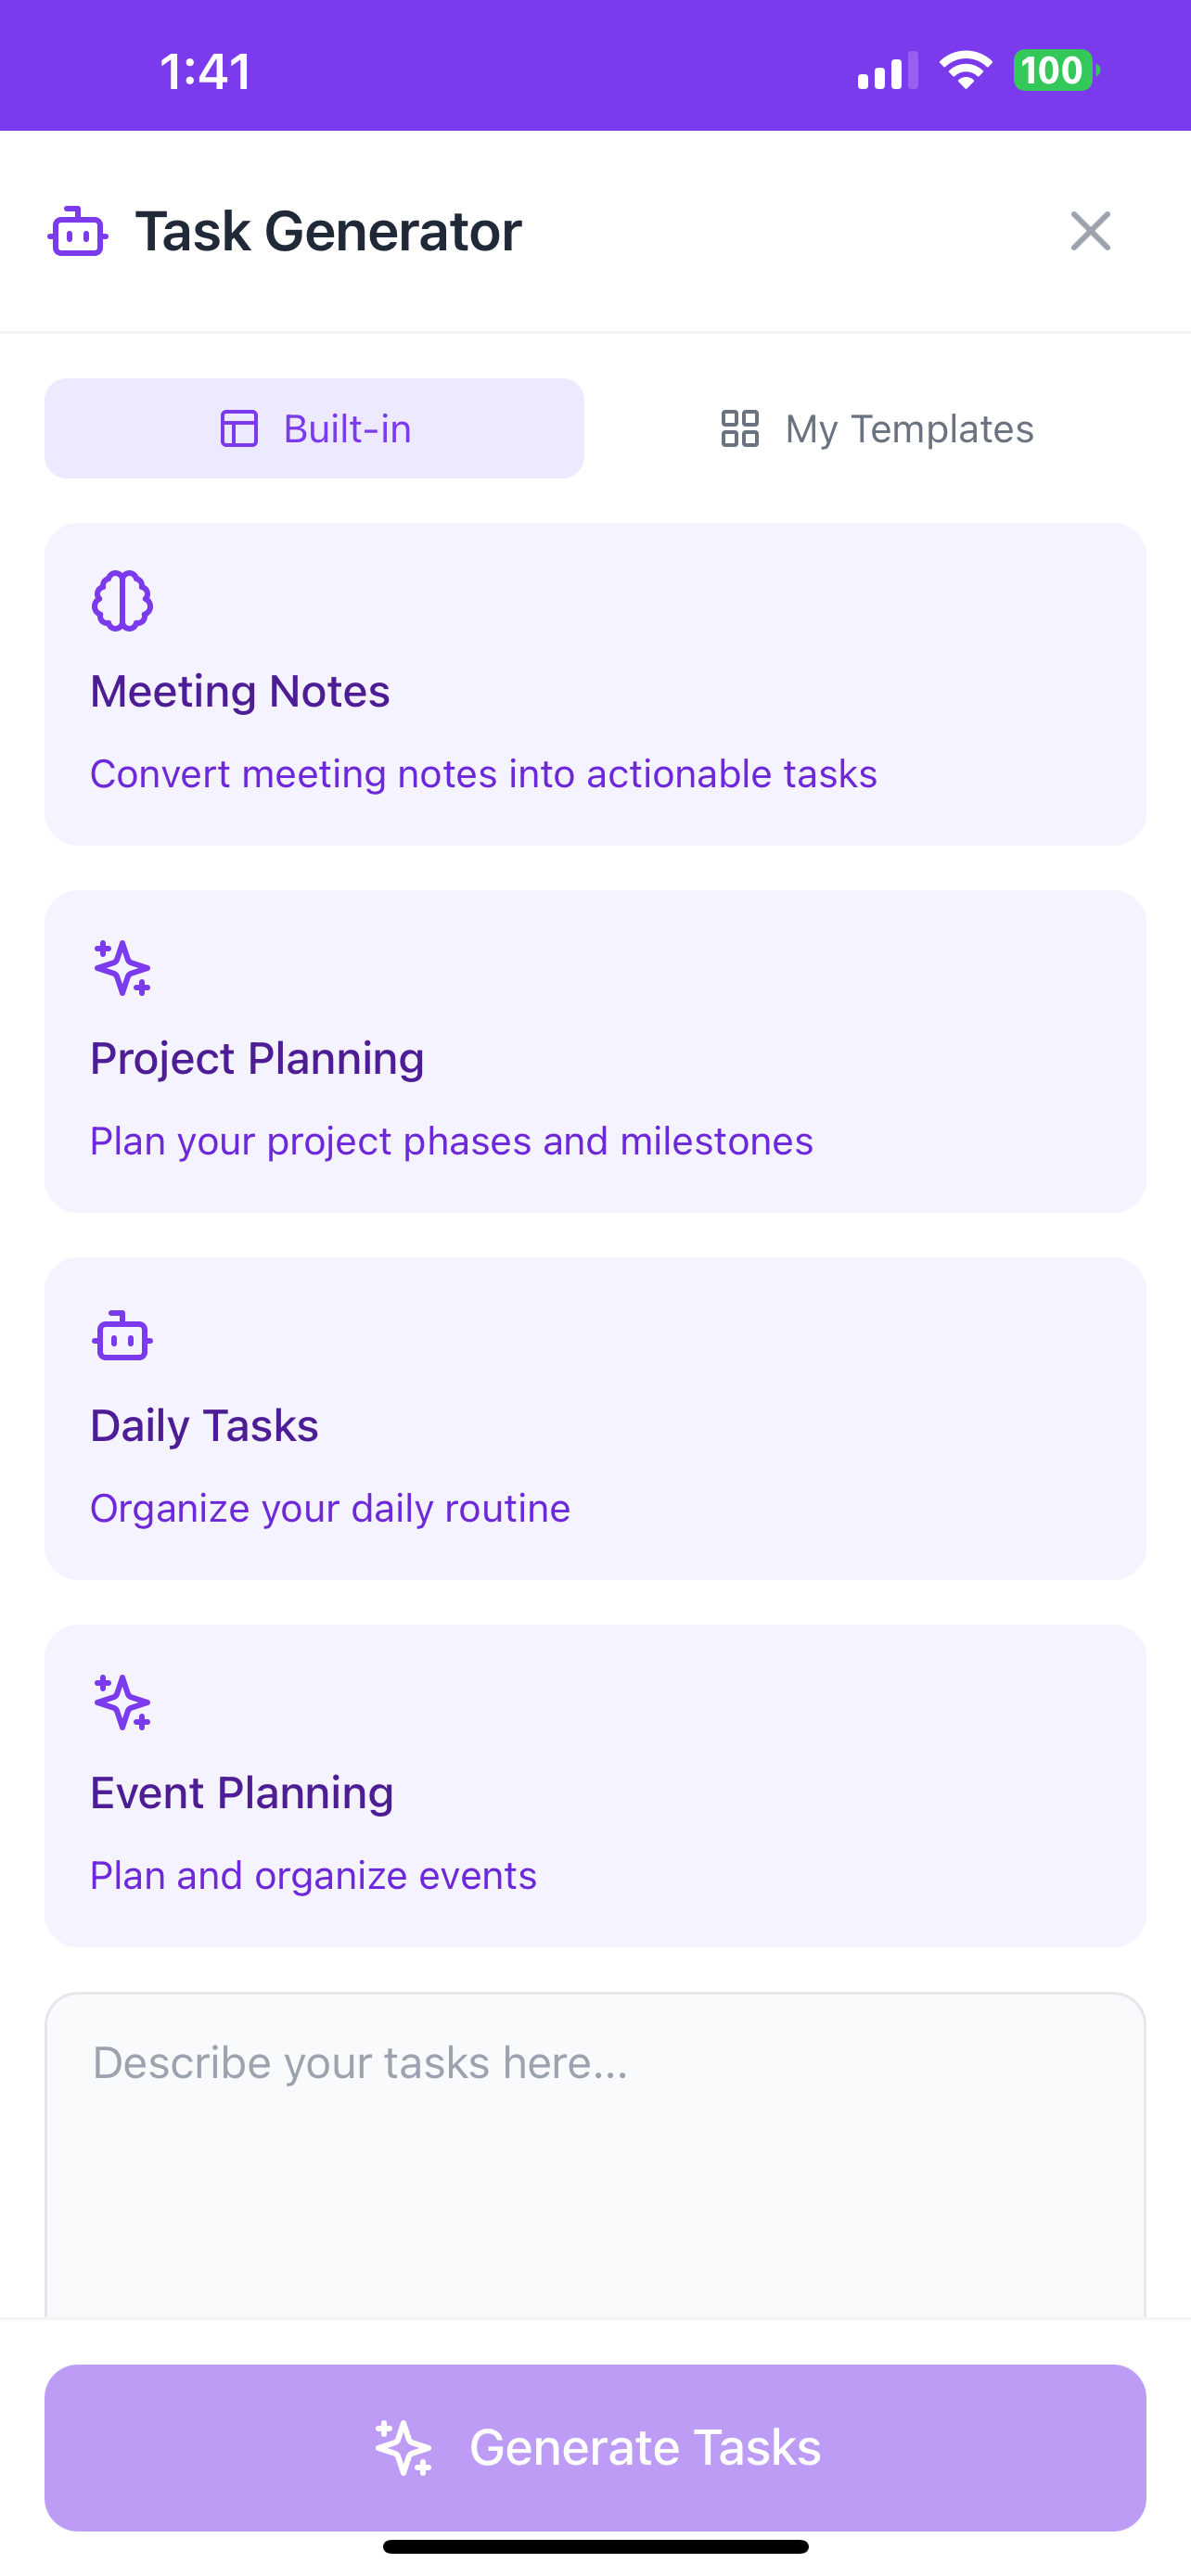 1:41
100
Task Generator
Built-in
My Templates
Meeting Notes
Convert meeting notes into actionable tasks
Project Planning
Plan your project phases and milestones
Daily Tasks
Organize your daily routine
Event Planning
Plan and organize events
Describe your tasks here...
Generate Tasks